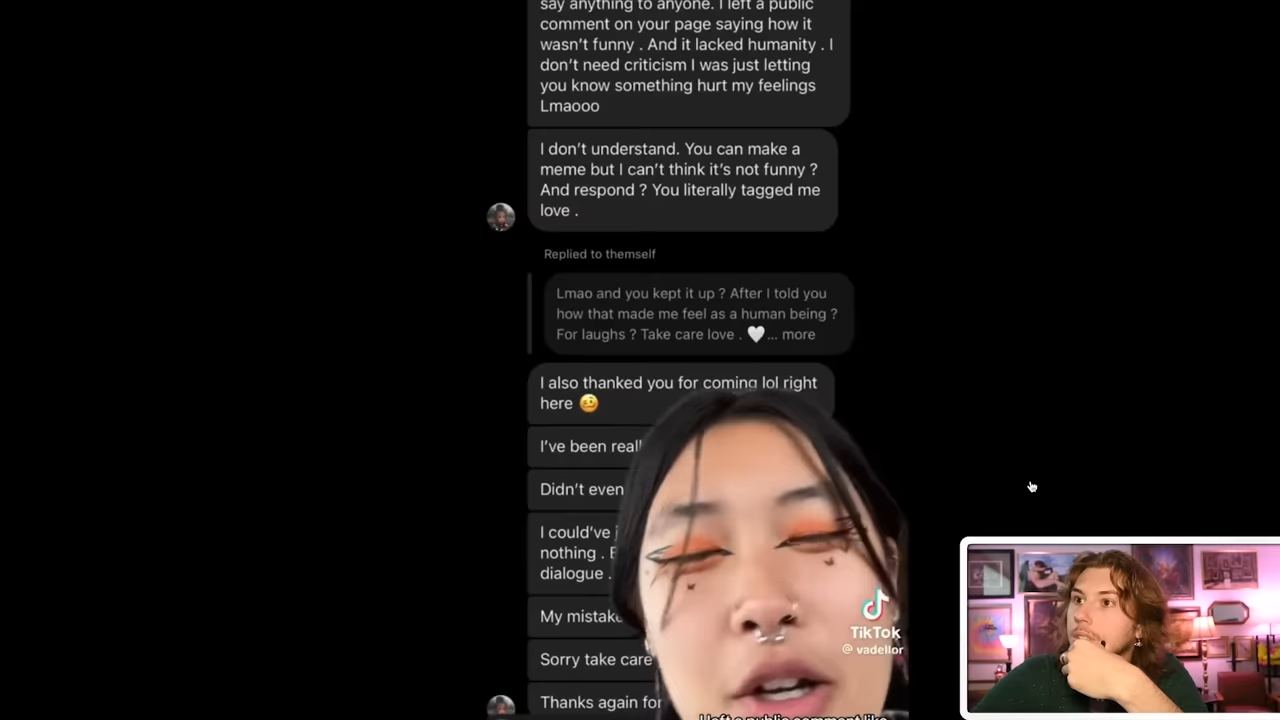 say anything to anyone. I left a public
comment on your page saying how it
wasn't funny . And it lacked humanity . I
don't need criticism I was just letting
you know something hurt my feelings
Lmaooo
I don't understand. You can make a
meme but I can't think it's not funny ?
And respond ? You literally tagged me
love .
Replied to themself
Lmao and you kept it up ? After I told you
how that made me feel as a human being ?
For laughs ? Take care love . 🤍... more
I also thanked you for coming lol right
here 🥴
I've been
Didn't even
I could've
nothing .
dialogue .
My mistake
Sorry take care
Thanks again for
TikTok
@ vadellor
I left a public comment like